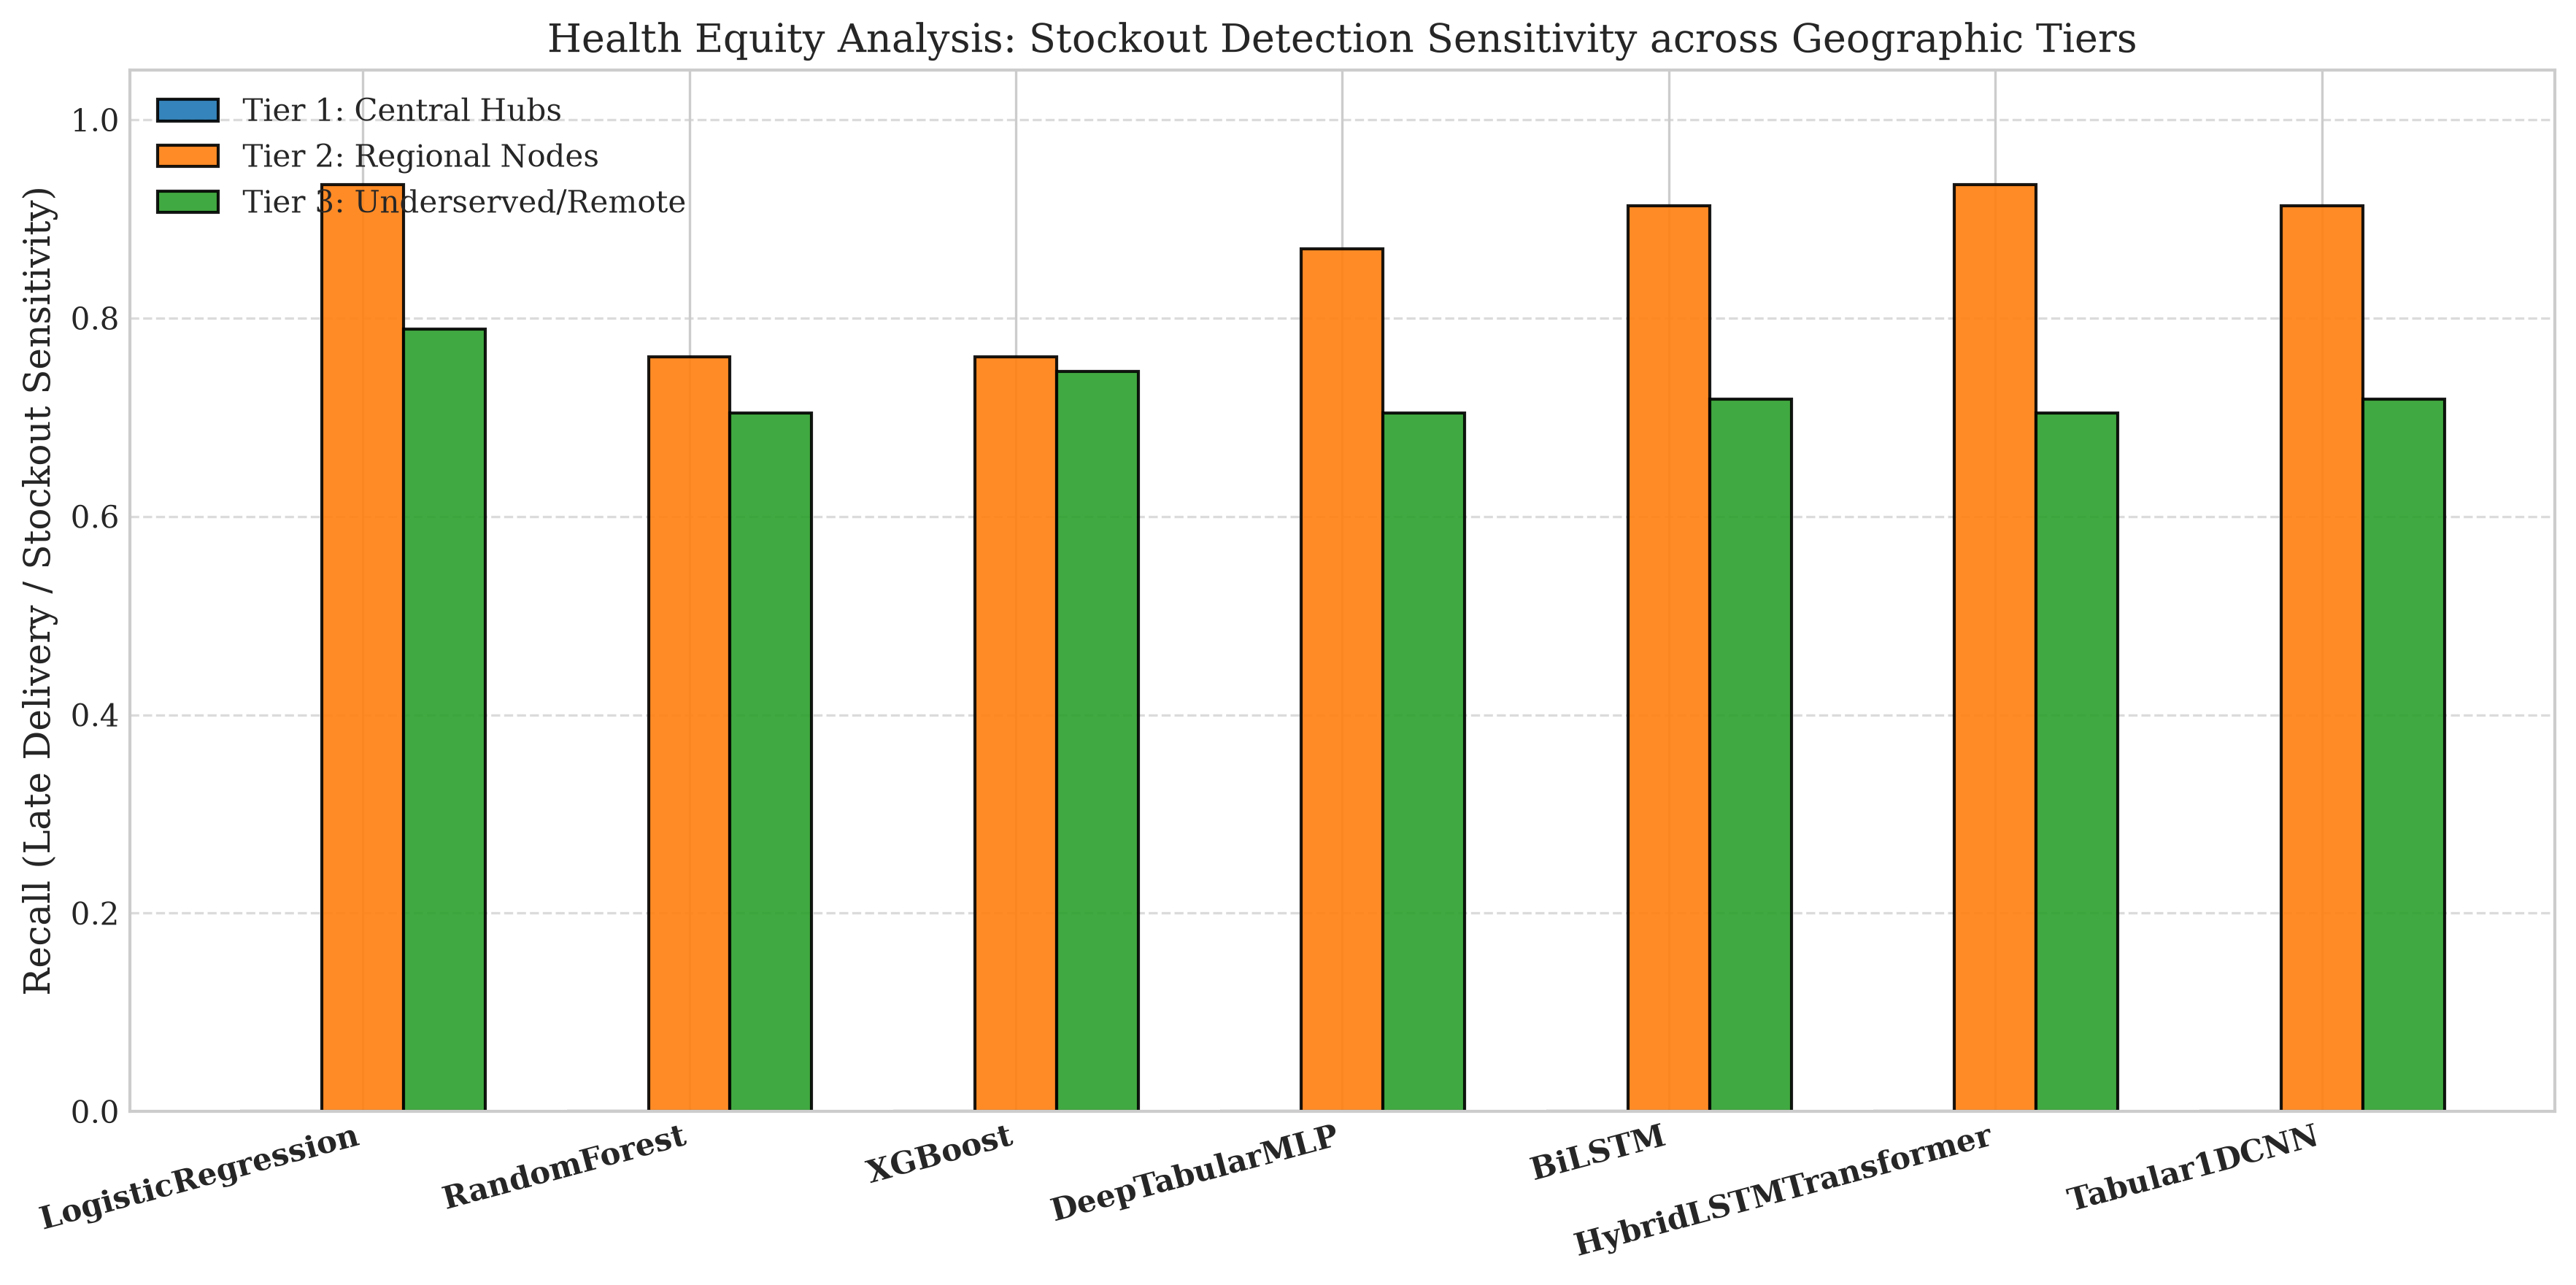 Health Equity Analysis: Stockout Detection Sensitivity across Geographic Tiers
Tier 1: Central Hubs
Tier 2: Regional Nodes
Tier 3: Underserved/Remote
Recall (Late Delivery / Stockout Sensitivity)
1.0
0.8
0.6
0.4
0.2
0.0
LogisticRegression
RandomForest
XGBoost
DeepTabularMLP
BiLSTM
HybridLSTMTransformer
Tabular1DCNN